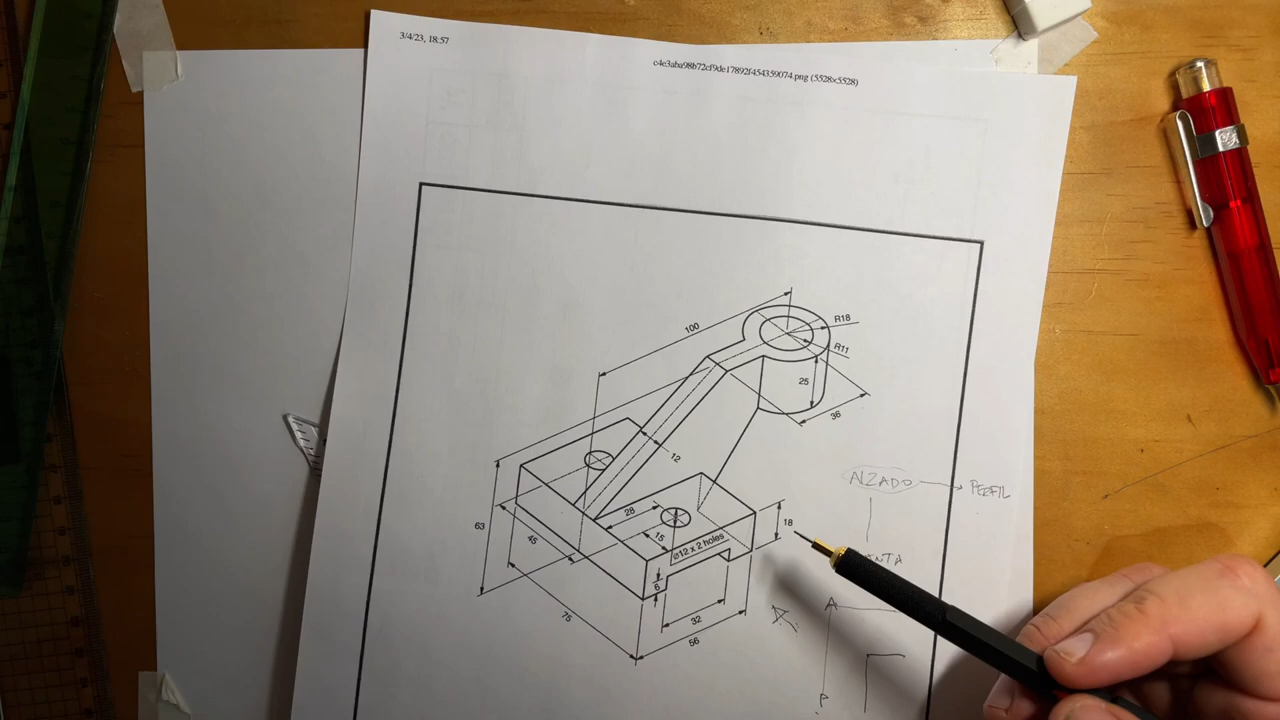 3/4/23, 18:57
c4e3aba98b72cf9de17892f454359074.png (5528×5528)
100
R18
R11
25
36
12
63
28
15
Ø12 x 2 holes
18
45
6
75
32
56
ALZADO
PERFIL
A
P